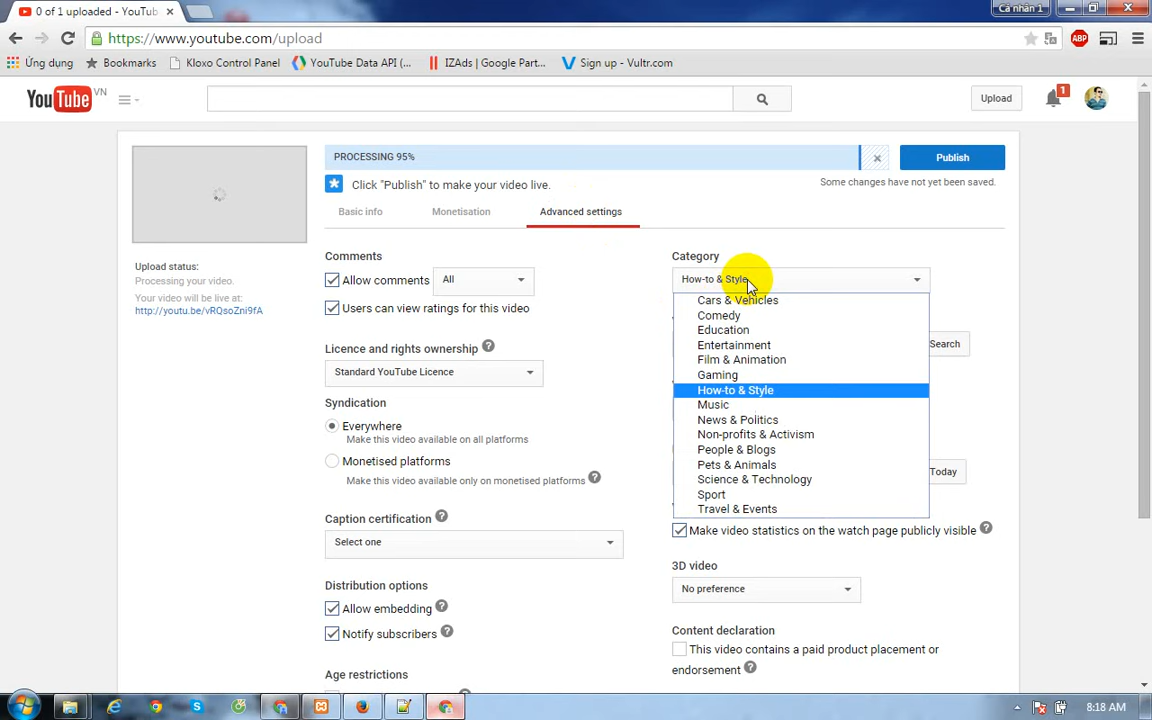 0 of 1 uploaded - YouTub
Cá nhân 1
https://www.youtube.com/upload
Ứng dụng
Bookmarks
Kloxo Control Panel
YouTube Data API (...
IZAds | Google Part...
Sign up - Vultr.com
YouTube VN
Upload
1
PROCESSING 95%
Publish
Click "Publish" to make your video live.
Some changes have not yet been saved.
Basic info
Monetisation
Advanced settings
Upload status:
Processing your video.
Your video will be live at:
http://youtu.be/vRQsoZni9fA
Comments
Allow comments
All
Users can view ratings for this video
Licence and rights ownership ?
Standard YouTube Licence
Syndication
Everywhere
Make this video available on all platforms
Monetised platforms
Make this video available only on monetised platforms ?
Caption certification ?
Select one
Distribution options
Allow embedding ?
Notify subscribers ?
Age restrictions
Category
How-to & Style
Cars & Vehicles
Comedy
Education
Entertainment
Film & Animation
Gaming
How-to & Style
Music
News & Politics
Non-profits & Activism
People & Blogs
Pets & Animals
Science & Technology
Sport
Travel & Events
Search
Today
Make video statistics on the watch page publicly visible ?
3D video
No preference
Content declaration
This video contains a paid product placement or
endorsement ?
8:18 AM